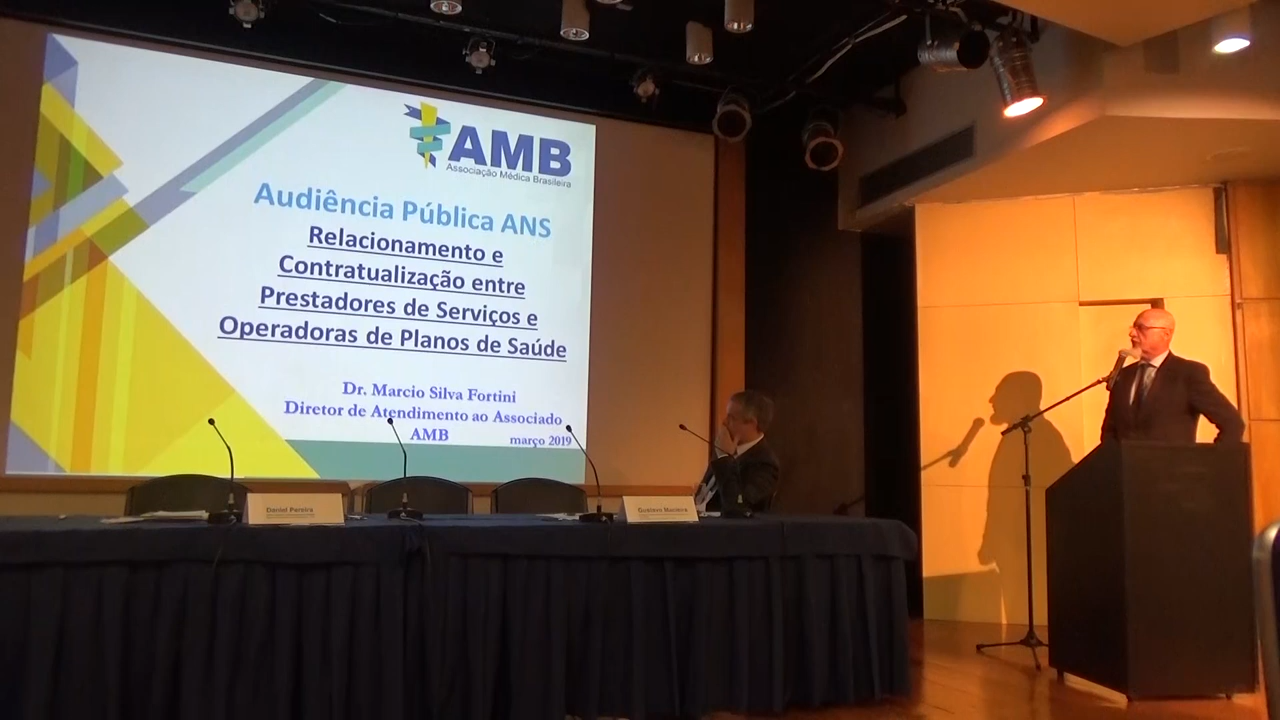 AMB
Associação Médica Brasileira
Audiência Pública ANS
Relacionamento e
Contratualização entre
Prestadores de Serviços e
Operadoras de Planos de Saúde
Dr. Marcio Silva Fortini
Diretor de Atendimento ao Associado
AMB
março 2019
Daniel Pereira
Gustavo